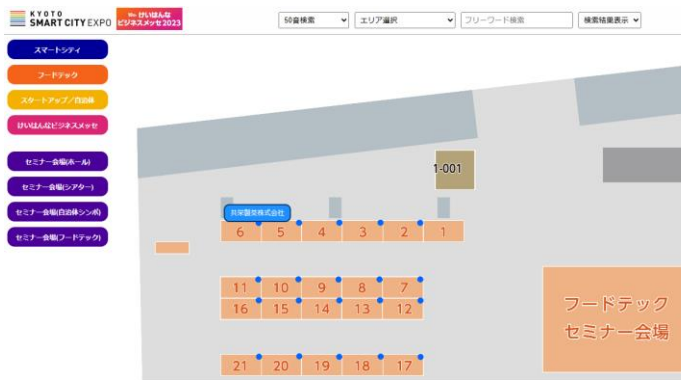 KYOTO
SMART CITY EXPO
けいはんな
ビジネスメッセ2023
50音検索
エリア選択
フリーワード検索
検索結果表示
スマートシティ
フードテック
スタートアップ／自治体
けいはんなビジネスメッセ
セミナー会場(ホール)
セミナー会場(シアター)
セミナー会場(自治体シンポ)
セミナー会場(フードテック)
1-001
6 5 4 3 2 1
11 10 9 8 7
16 15 14 13 12
フードテック
セミナー会場
21 20 19 18 17